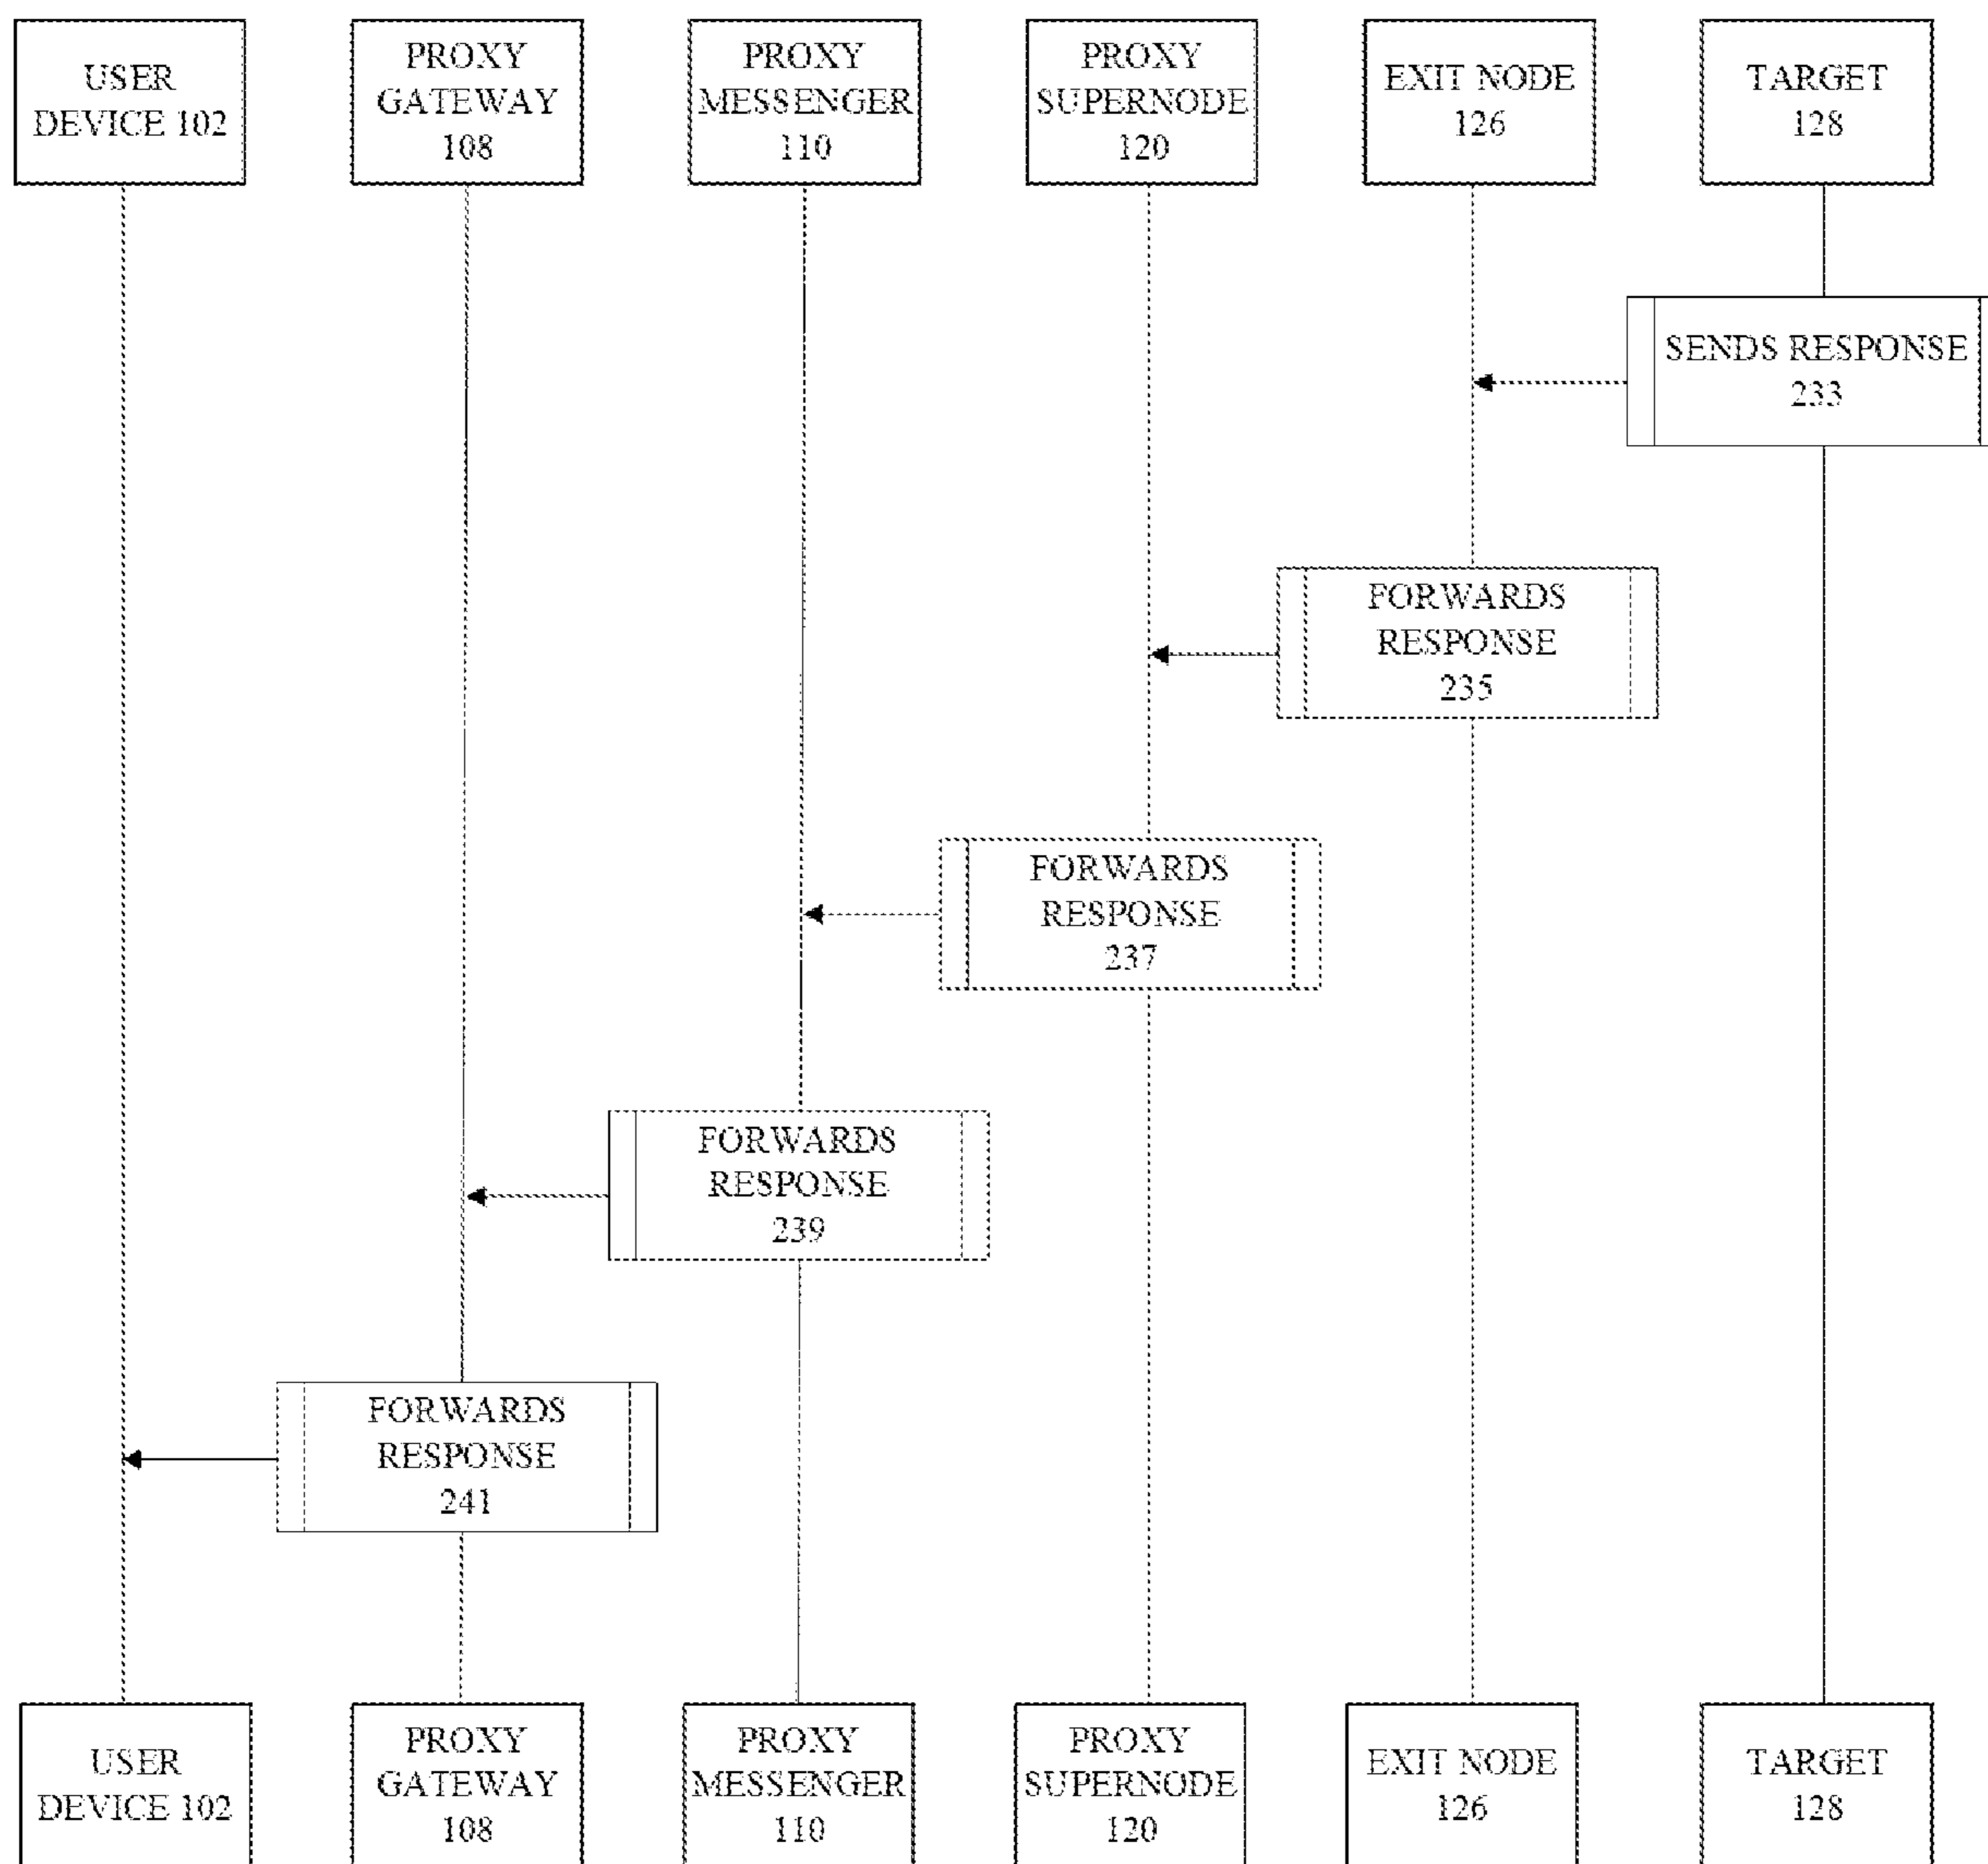 USER
DEVICE 102
PROXY
GATEWAY
108
PROXY
MESSENGER
110
PROXY
SUPERNODE
120
EXIT NODE
126
TARGET
128
SENDS RESPONSE
233
FORWARDS
RESPONSE
235
FORWARDS
RESPONSE
237
FORWARDS
RESPONSE
239
FORWARDS
RESPONSE
241
USER
DEVICE 102
PROXY
GATEWAY
108
PROXY
MESSENGER
110
PROXY
SUPERNODE
120
EXIT NODE
126
TARGET
128